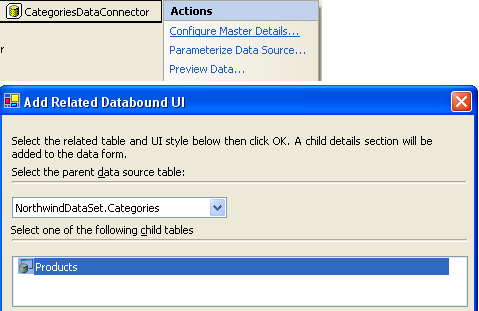 CategoriesDataConnector
Actions
Configure Master Details...
r
Parameterize Data Source...
Preview Data...
Add Related Databound UI
Select the related table and UI style below then click OK. A child details section will be
added to the data form.
Select the parent data source table:
NorthwindDataSet.Categories
Select one of the following child tables
Products